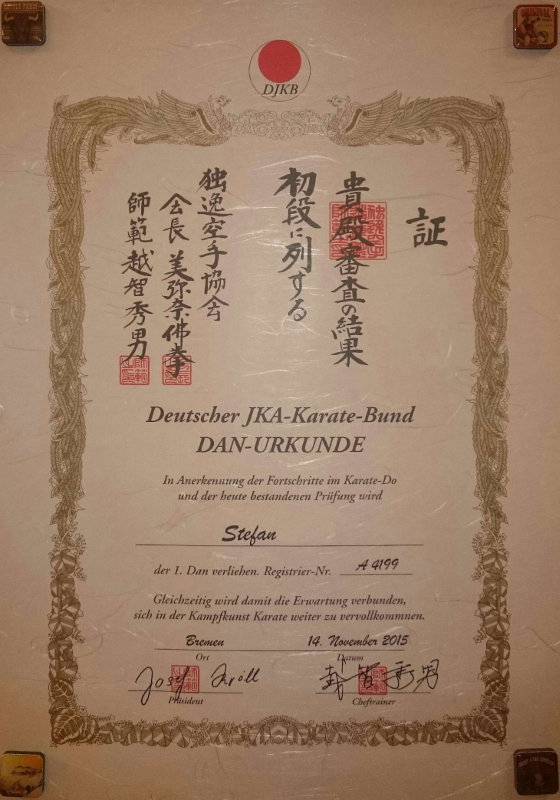 DJKB
証
貴殿審査の結果
初段に列する
独逸空手協会
会長 美弥奈佛拳
師範 越智秀男
Deutscher JKA-Karate-Bund
DAN-URKUNDE
In Anerkennung der Fortschritte im Karate-Do
und der heute bestandenen Prüfung wird
Stefan
der 1. Dan verliehen. Registrier-Nr. A 4199
Gleichzeitig wird damit die Erwartung verbunden,
sich in der Kampfkunst Karate weiter zu vervollkommnen.
Bremen 14. November 2015
Ort Datum
Josef
越智秀男
Präsident Cheftrainer